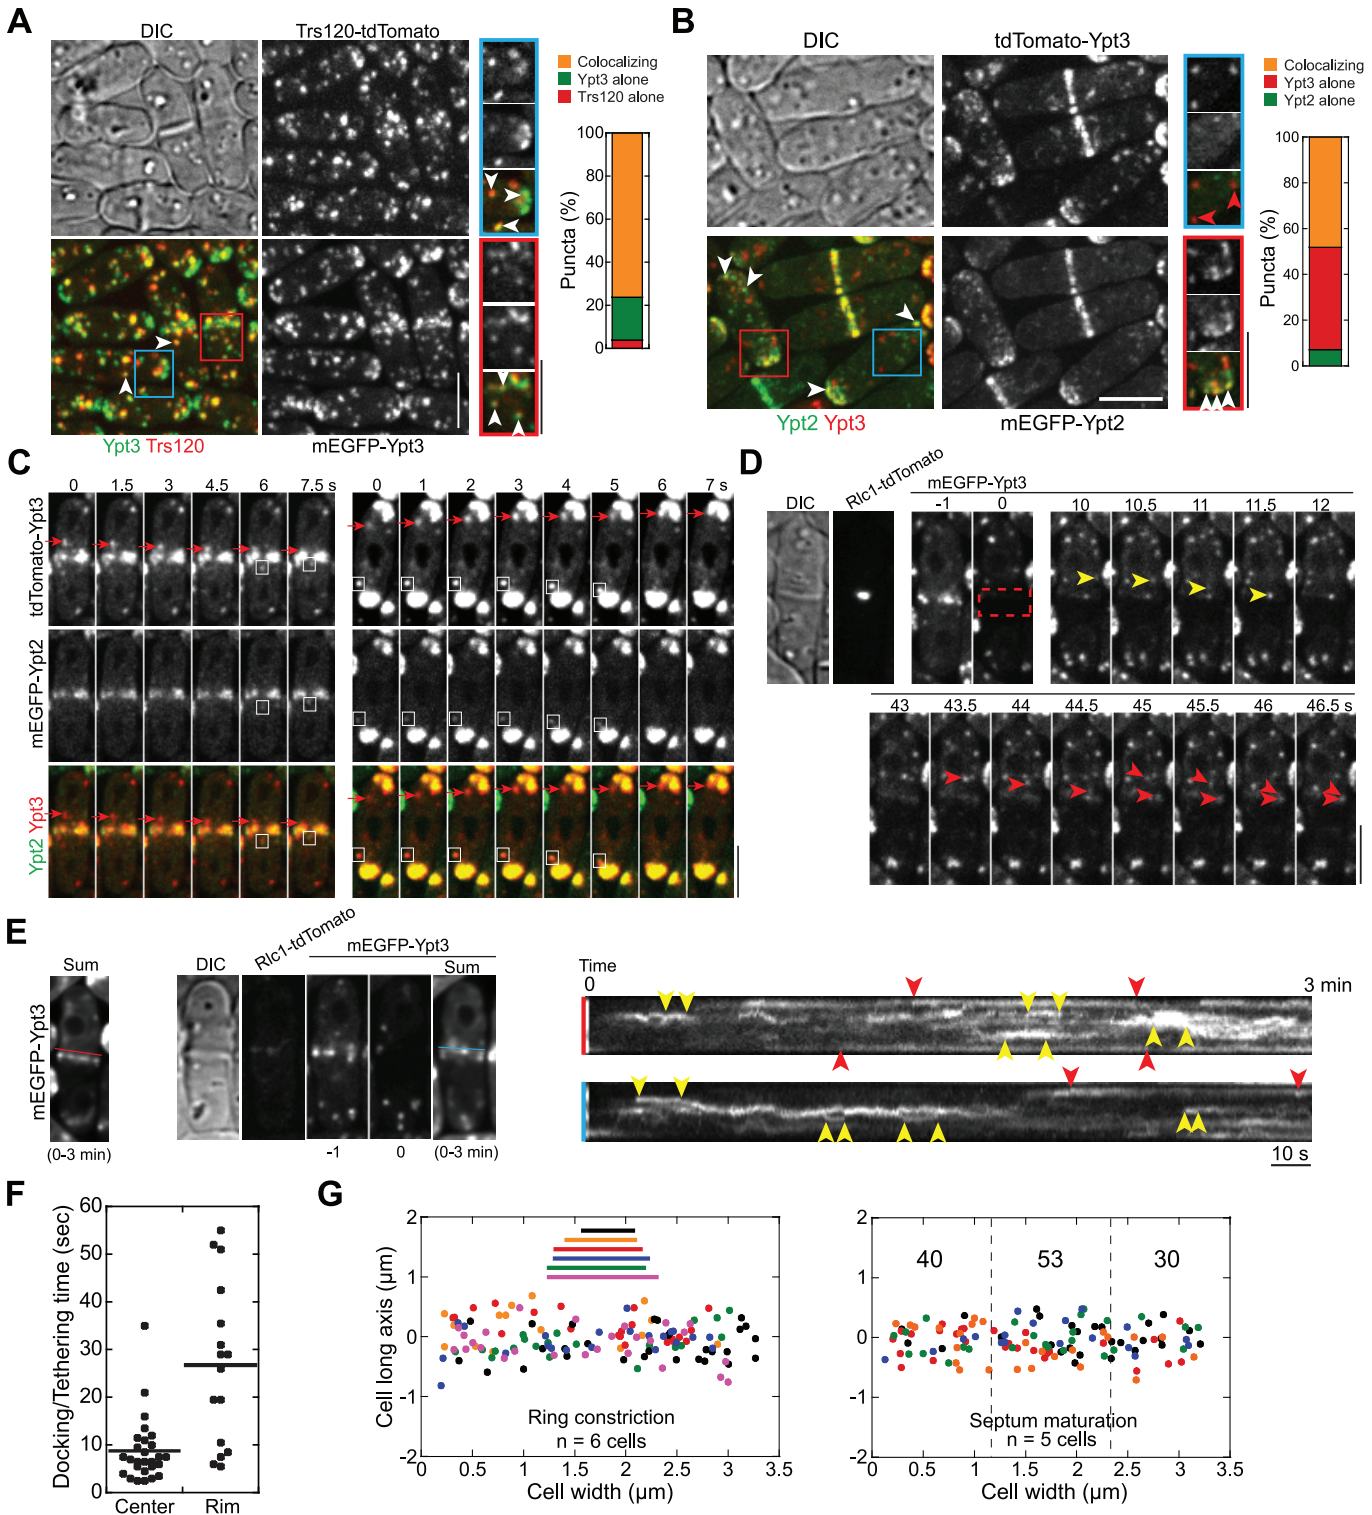 A
DIC
Trs120-tdTomato
Colocalizing
Ypt3 alone
Trs120 alone
100
80
60
40
20
0
Puncta (%)
Ypt3 Trs120
mEGFP-Ypt3
B
DIC
tdTomato-Ypt3
Colocalizing
Ypt3 alone
Ypt2 alone
100
80
60
40
20
0
Puncta (%)
Ypt2 Ypt3
mEGFP-Ypt2
C
0 1.5 3 4.5 6 7.5 s
0 1 2 3 4 5 6 7 s
tdTomato-Ypt3
mEGFP-Ypt2
Ypt2 Ypt3
D
DIC
Rlc1-tdTomato
mEGFP-Ypt3
-1 0 10 10.5 11 11.5 12
43 43.5 44 44.5 45 45.5 46 46.5 s
E
Sum
mEGFP-Ypt3
(0-3 min)
DIC
Rlc1-tdTomato
mEGFP-Ypt3
Sum
-1 0 (0-3 min)
Time
0 3 min
10 s
F
Docking/Tethering time (sec)
60
50
40
30
20
10
0
Center Rim
G
Cell long axis (µm)
2
1
0
-1
-2
Ring constriction
n = 6 cells
0 0.5 1 1.5 2 2.5 3 3.5
Cell width (µm)
2
1
0
-1
-2
40 53 30
Septum maturation
n = 5 cells
0 0.5 1 1.5 2 2.5 3 3.5
Cell width (µm)